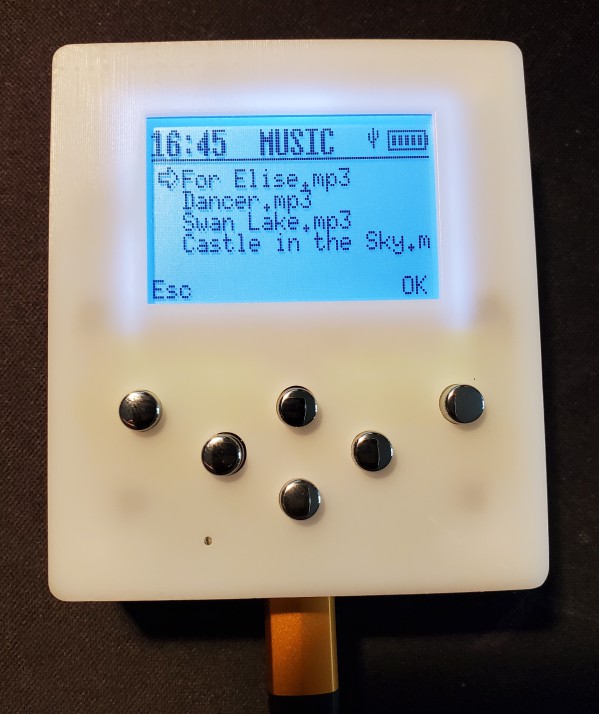 16:45 MUSIC
For Elise.mp3
Dancer.mp3
Swan Lake.mp3
Castle in the Sky.m
Esc OK